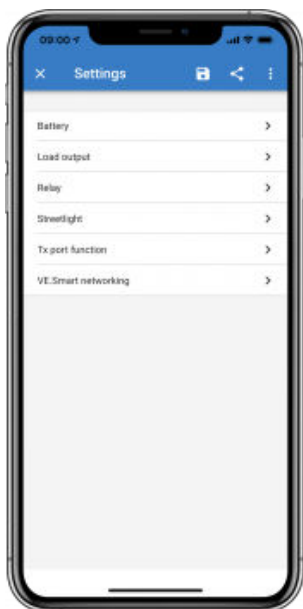 09:00
Settings
Battery
Load output
Relay
Streetlight
Tx port function
VE.Smart networking